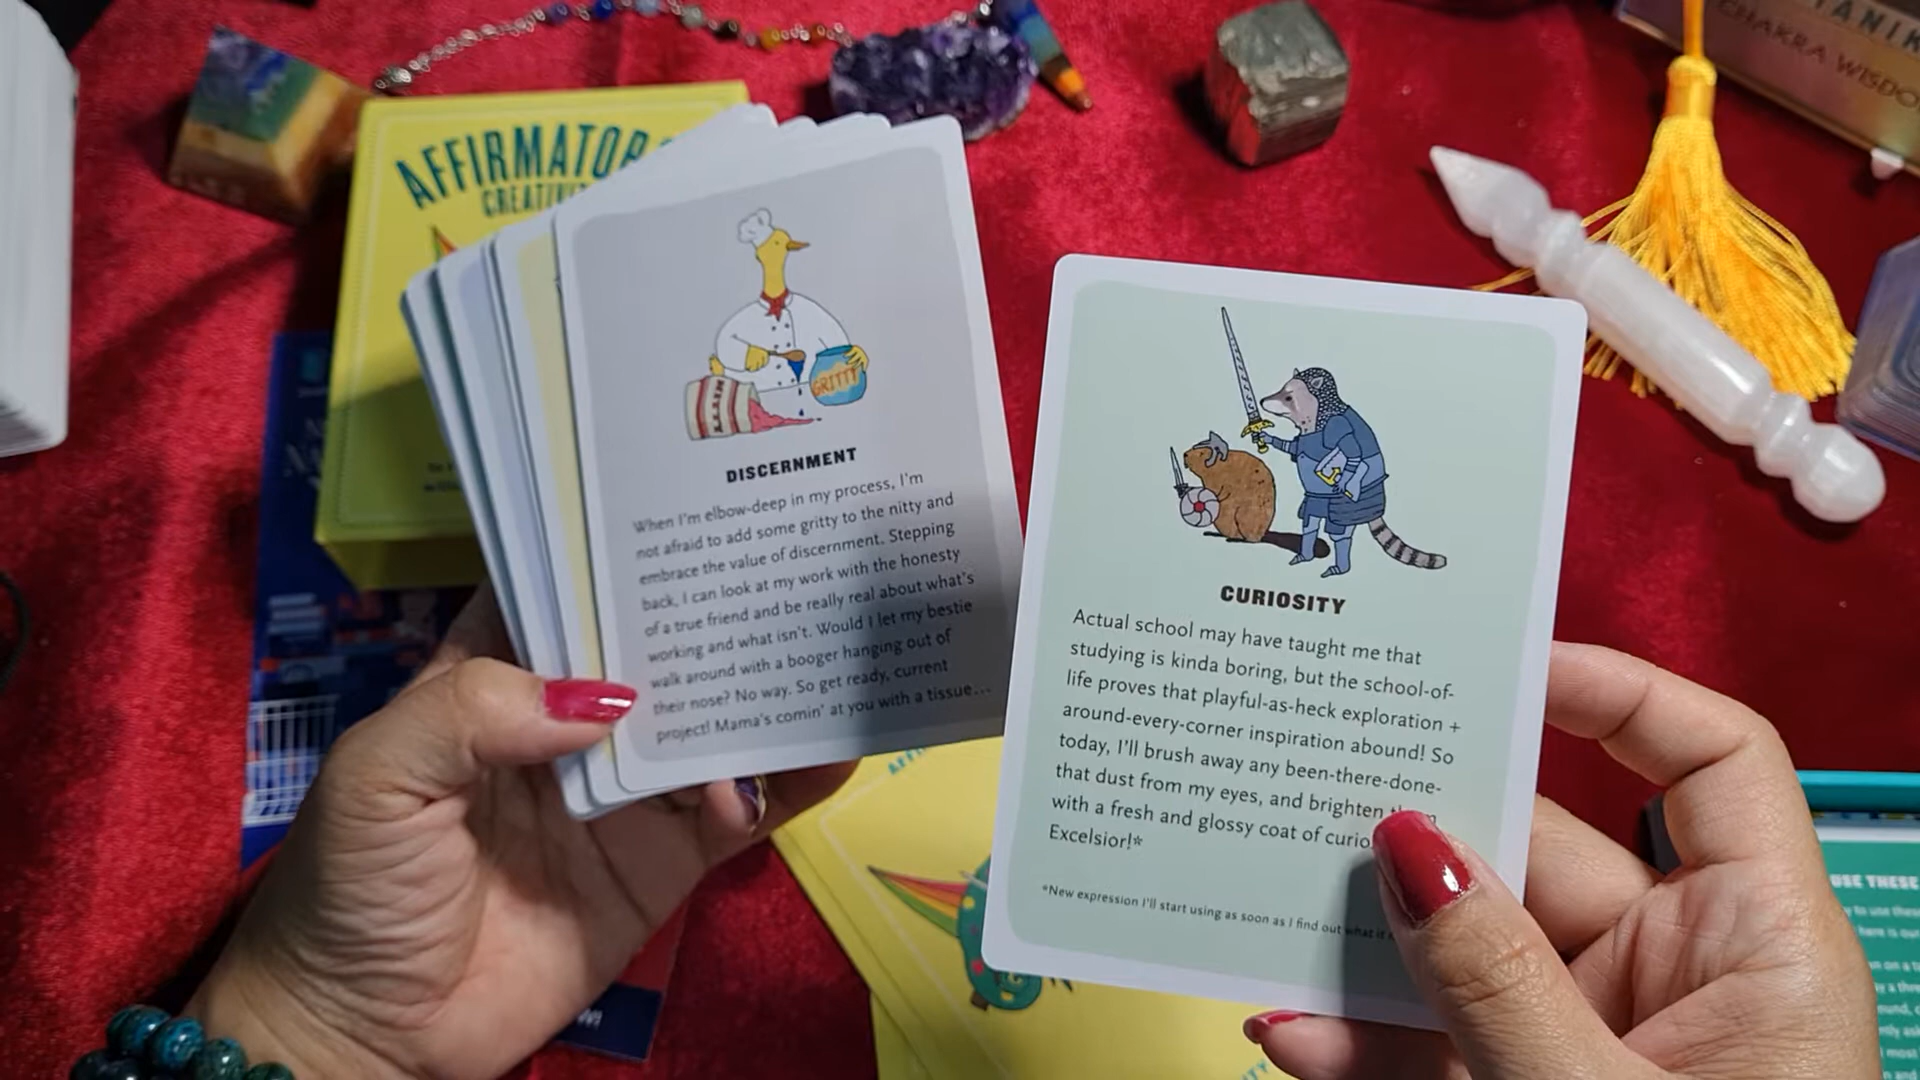 AFFIRMATOR
CREATIVI
GRITTY
NITTY
DISCERNMENT
When I'm elbow-deep in my process, I'm
not afraid to add some gritty to the nitty and
embrace the value of discernment. Stepping
back, I can look at my work with the honesty
of a true friend and be really real about what's
working and what isn't. Would I let my bestie
walk around with a booger hanging out of
their nose? No way. So get ready, current
project! Mama's comin' at you with a tissue...
CURIOSITY
Actual school may have taught me that
studying is kinda boring, but the school-of-
life proves that playful-as-heck exploration +
around-every-corner inspiration abound! So
today, I'll brush away any been-there-done-
that dust from my eyes, and brighten
with a fresh and glossy coat of curio
Excelsior!*
*New expression I'll start using as soon as I find out what it
CHAKRA WISDO
USE THESE